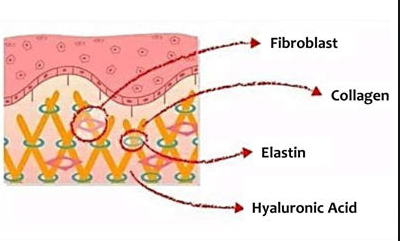 Fibroblast
Collagen
Elastin
Hyaluronic Acid